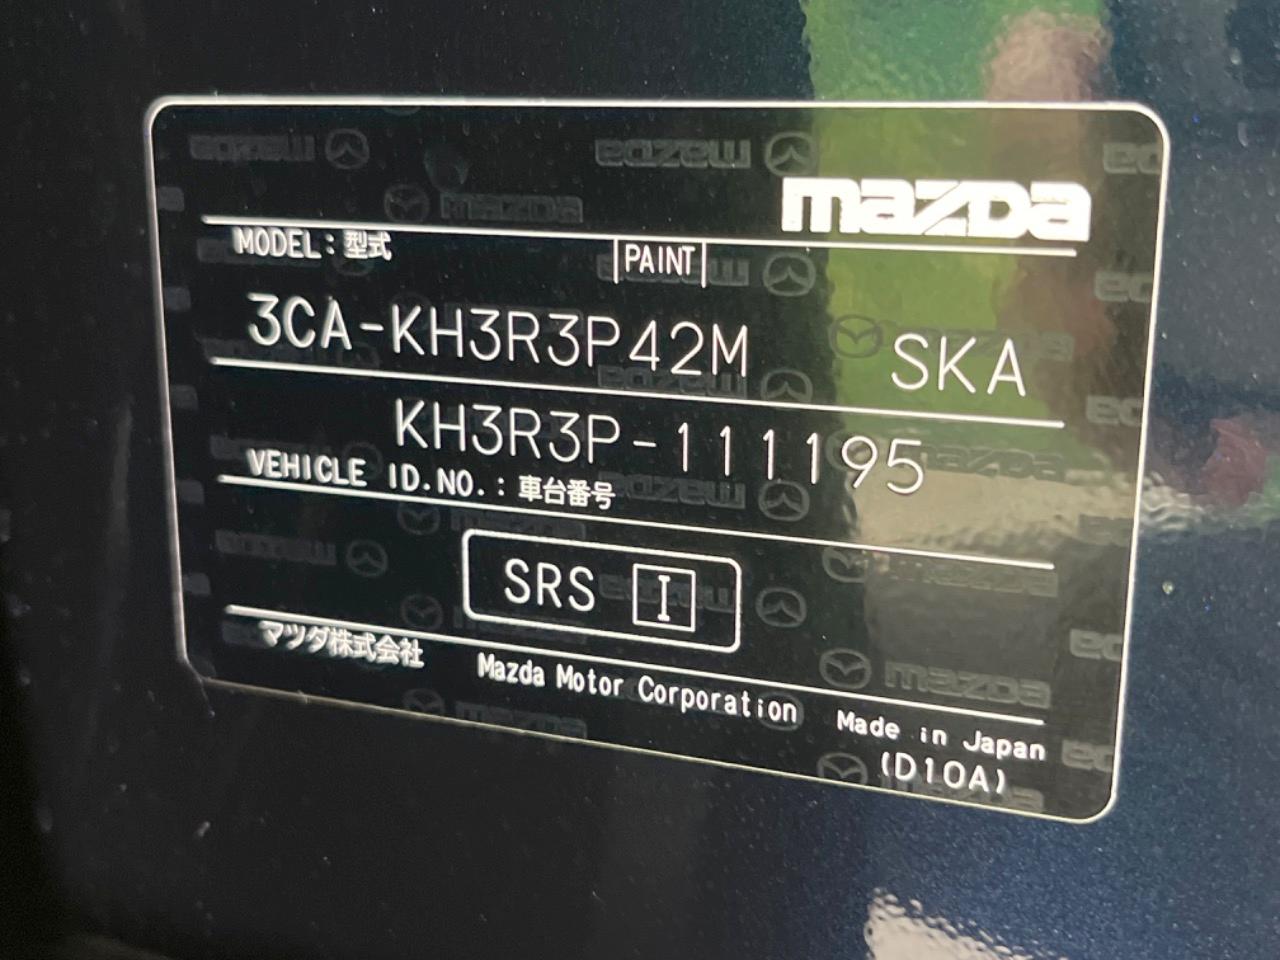 mazda
MODEL : 型式 PAINT
3CA-KH3R3P42M SKA
KH3R3P-111195
VEHICLE ID.NO. : 車台番号
SRS I
マツダ株式会社 Mazda Motor Corporation Made in Japan
(D10A)